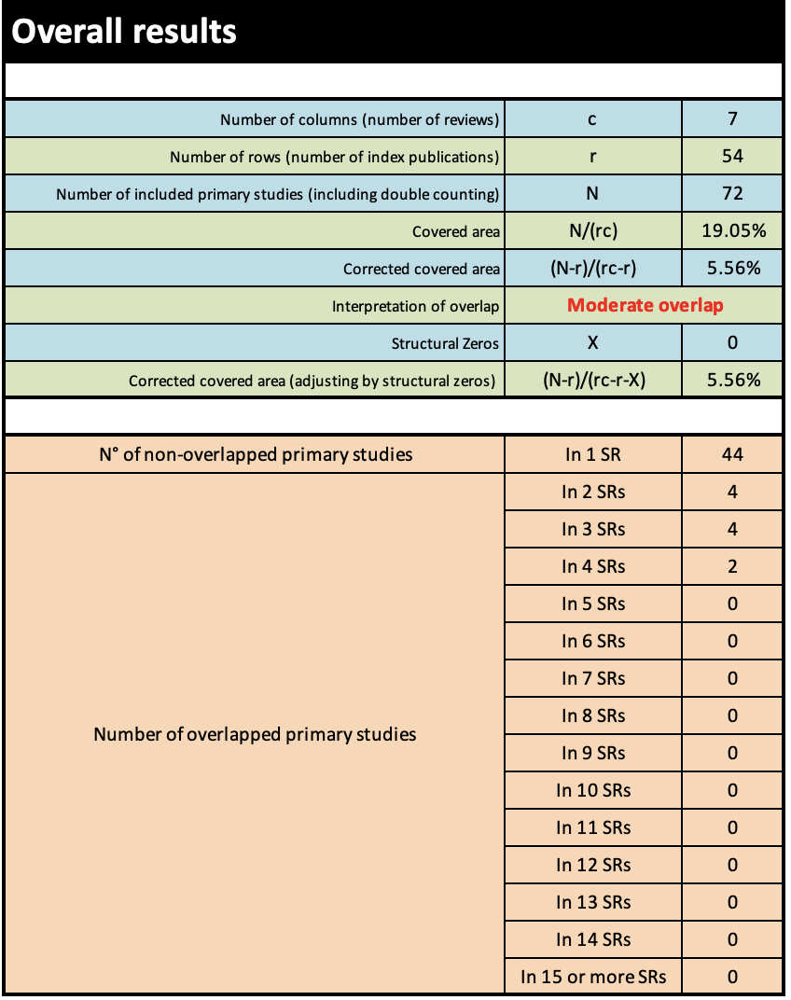 Overall results
Number of columns (number of reviews) c 7
Number of rows (number of index publications) r 54
Number of included primary studies (including double counting) N 72
Covered area N/(rc) 19.05%
Corrected covered area (N-r)/(rc-r) 5.56%
Interpretation of overlap Moderate overlap
Structural Zeros X 0
Corrected covered area (adjusting by structural zeros) (N-r)/(rc-r-X) 5.56%
N° of non-overlapped primary studies In 1 SR 44
In 2 SRs 4
In 3 SRs 4
In 4 SRs 2
In 5 SRs 0
In 6 SRs 0
In 7 SRs 0
In 8 SRs 0
Number of overlapped primary studies
In 9 SRs 0
In 10 SRs 0
In 11 SRs 0
In 12 SRs 0
In 13 SRs 0
In 14 SRs 0
In 15 or more SRs 0